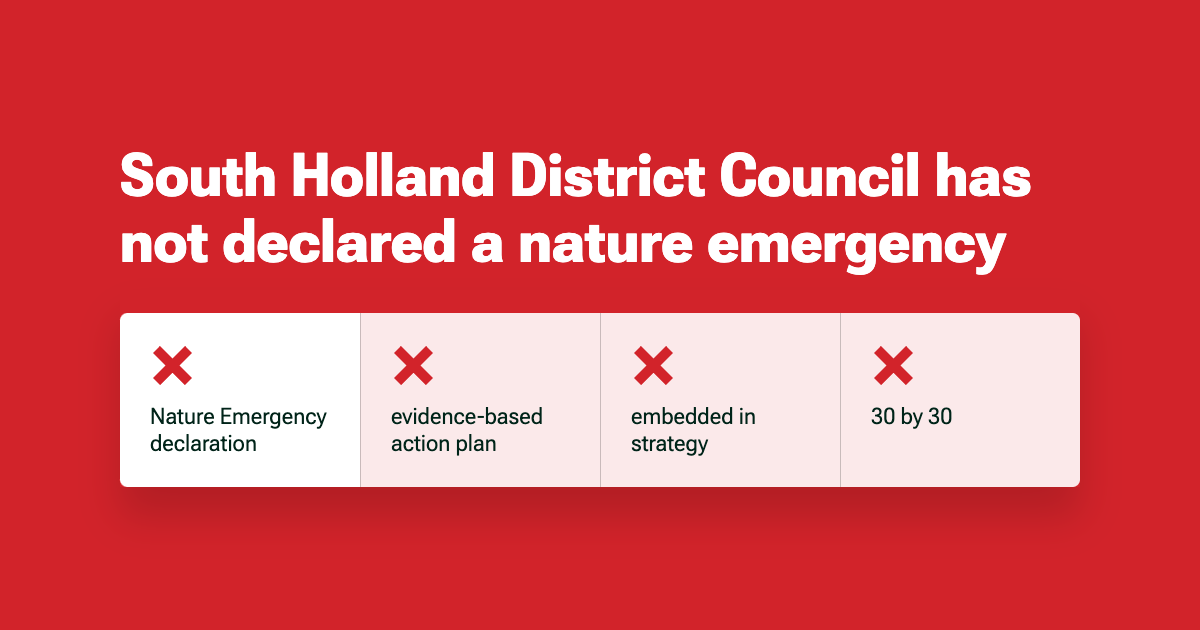 South Holland District Council has
not declared a nature emergency
Nature Emergency
declaration
evidence-based
action plan
embedded in
strategy
30 by 30